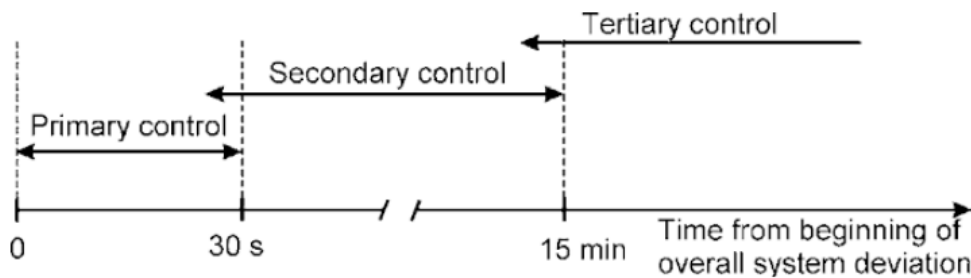 Tertiary control
Secondary control
Primary control
0
30 s
15 min
Time from beginning of
overall system deviation